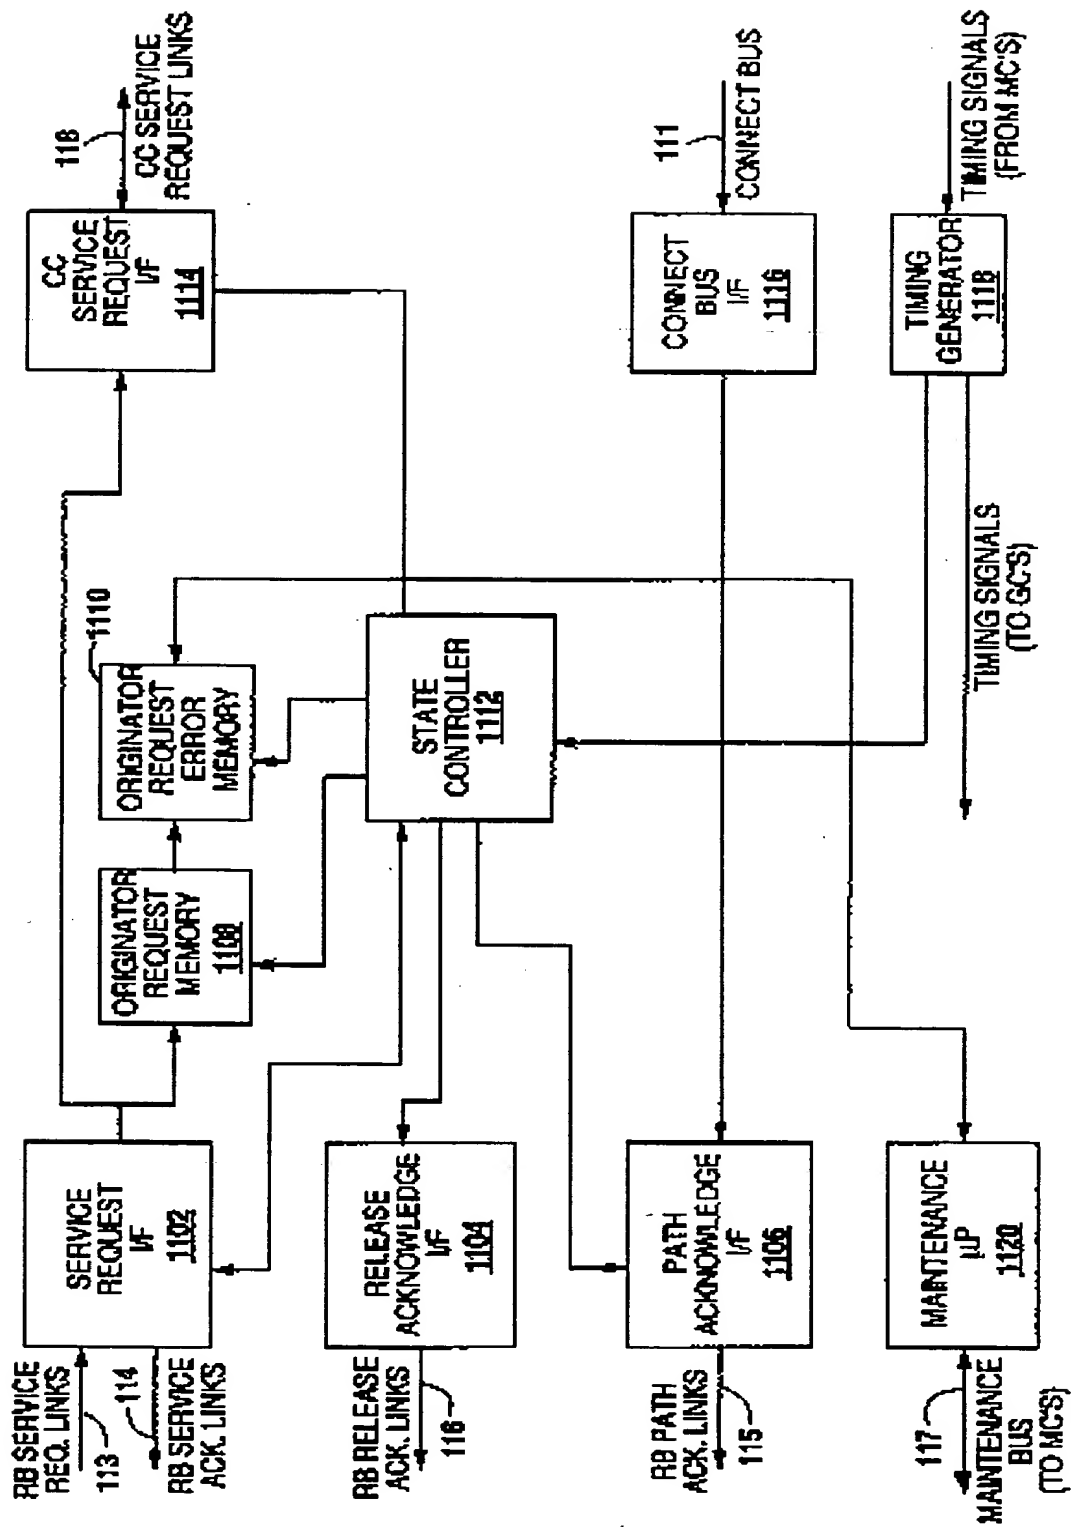 RB SERVICE
REQ. LINKS
113
114
RB SERVICE
ACK. LINKS
SERVICE
REQUEST
I/F
1102
ORIGINATOR
REQUEST
MEMORY
1108
ORIGINATOR
REQUEST
ERROR
MEMORY
1110
CC
SERVICE
REQUEST
I/F
1114
118
CC SERVICE
REQUEST LINKS
RB RELEASE
ACK. LINKS
116
RELEASE
ACKNOWLEDGE
I/F
1104
STATE
CONTROLLER
1112
RB PATH
ACK. LINKS
115
PATH
ACKNOWLEDGE
I/F
1106
CONNECT
BUS
I/F
1116
111
CONNECT BUS
117
MAINTENANCE
BUS
(TO MC'S)
MAINTENANCE
µP
1120
TIMING SIGNALS
(TO GC'S)
TIMING
GENERATOR
1118
TIMING SIGNALS
(FROM MC'S)